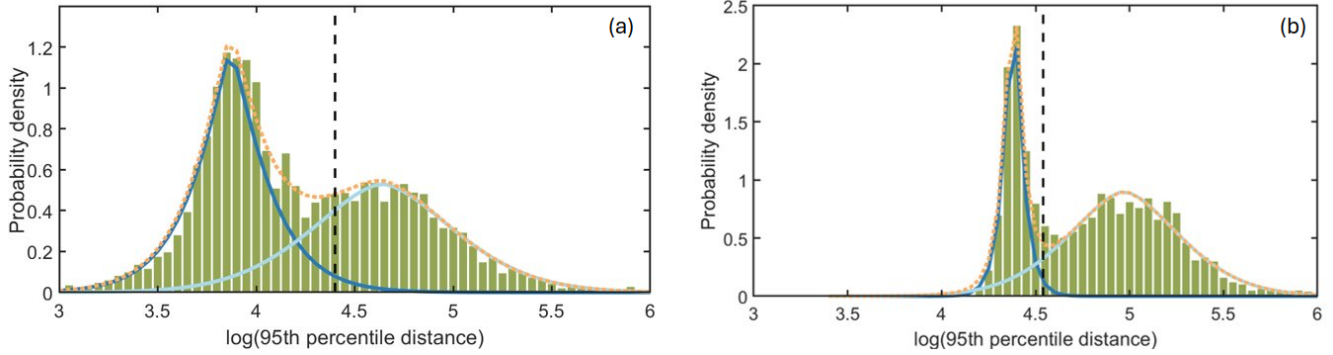 (a)
Probability density
1.2
1
0.8
0.6
0.4
0.2
0
3 3.5 4 4.5 5 5.5 6
log(95th percentile distance)
(b)
Probability density
2.5
2
1.5
1
0.5
0
3 3.5 4 4.5 5 5.5 6
log(95th percentile distance)